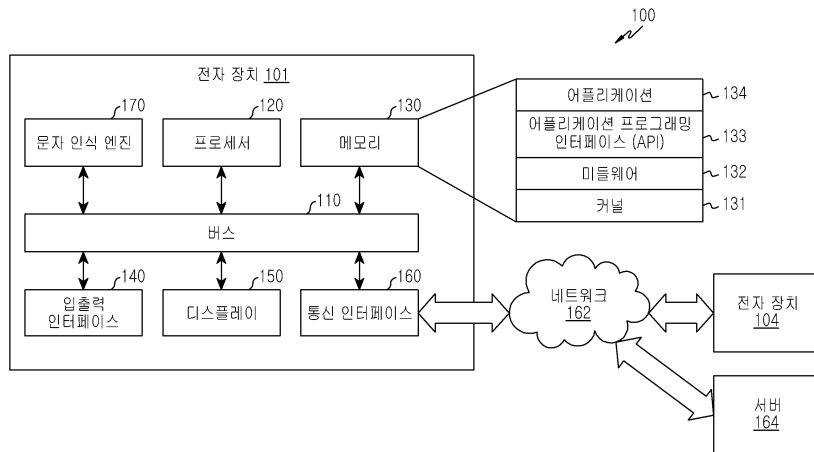 100
전자 장치 101
170
문자 인식 엔진
120
프로세서
130
메모리
어플리케이션
134
어플리케이션 프로그래밍
인터페이스 (API)
133
미들웨어
132
커널
131
110
버스
140
입출력
인터페이스
150
디스플레이
160
통신 인터페이스
네트워크
162
전자 장치
104
서버
164